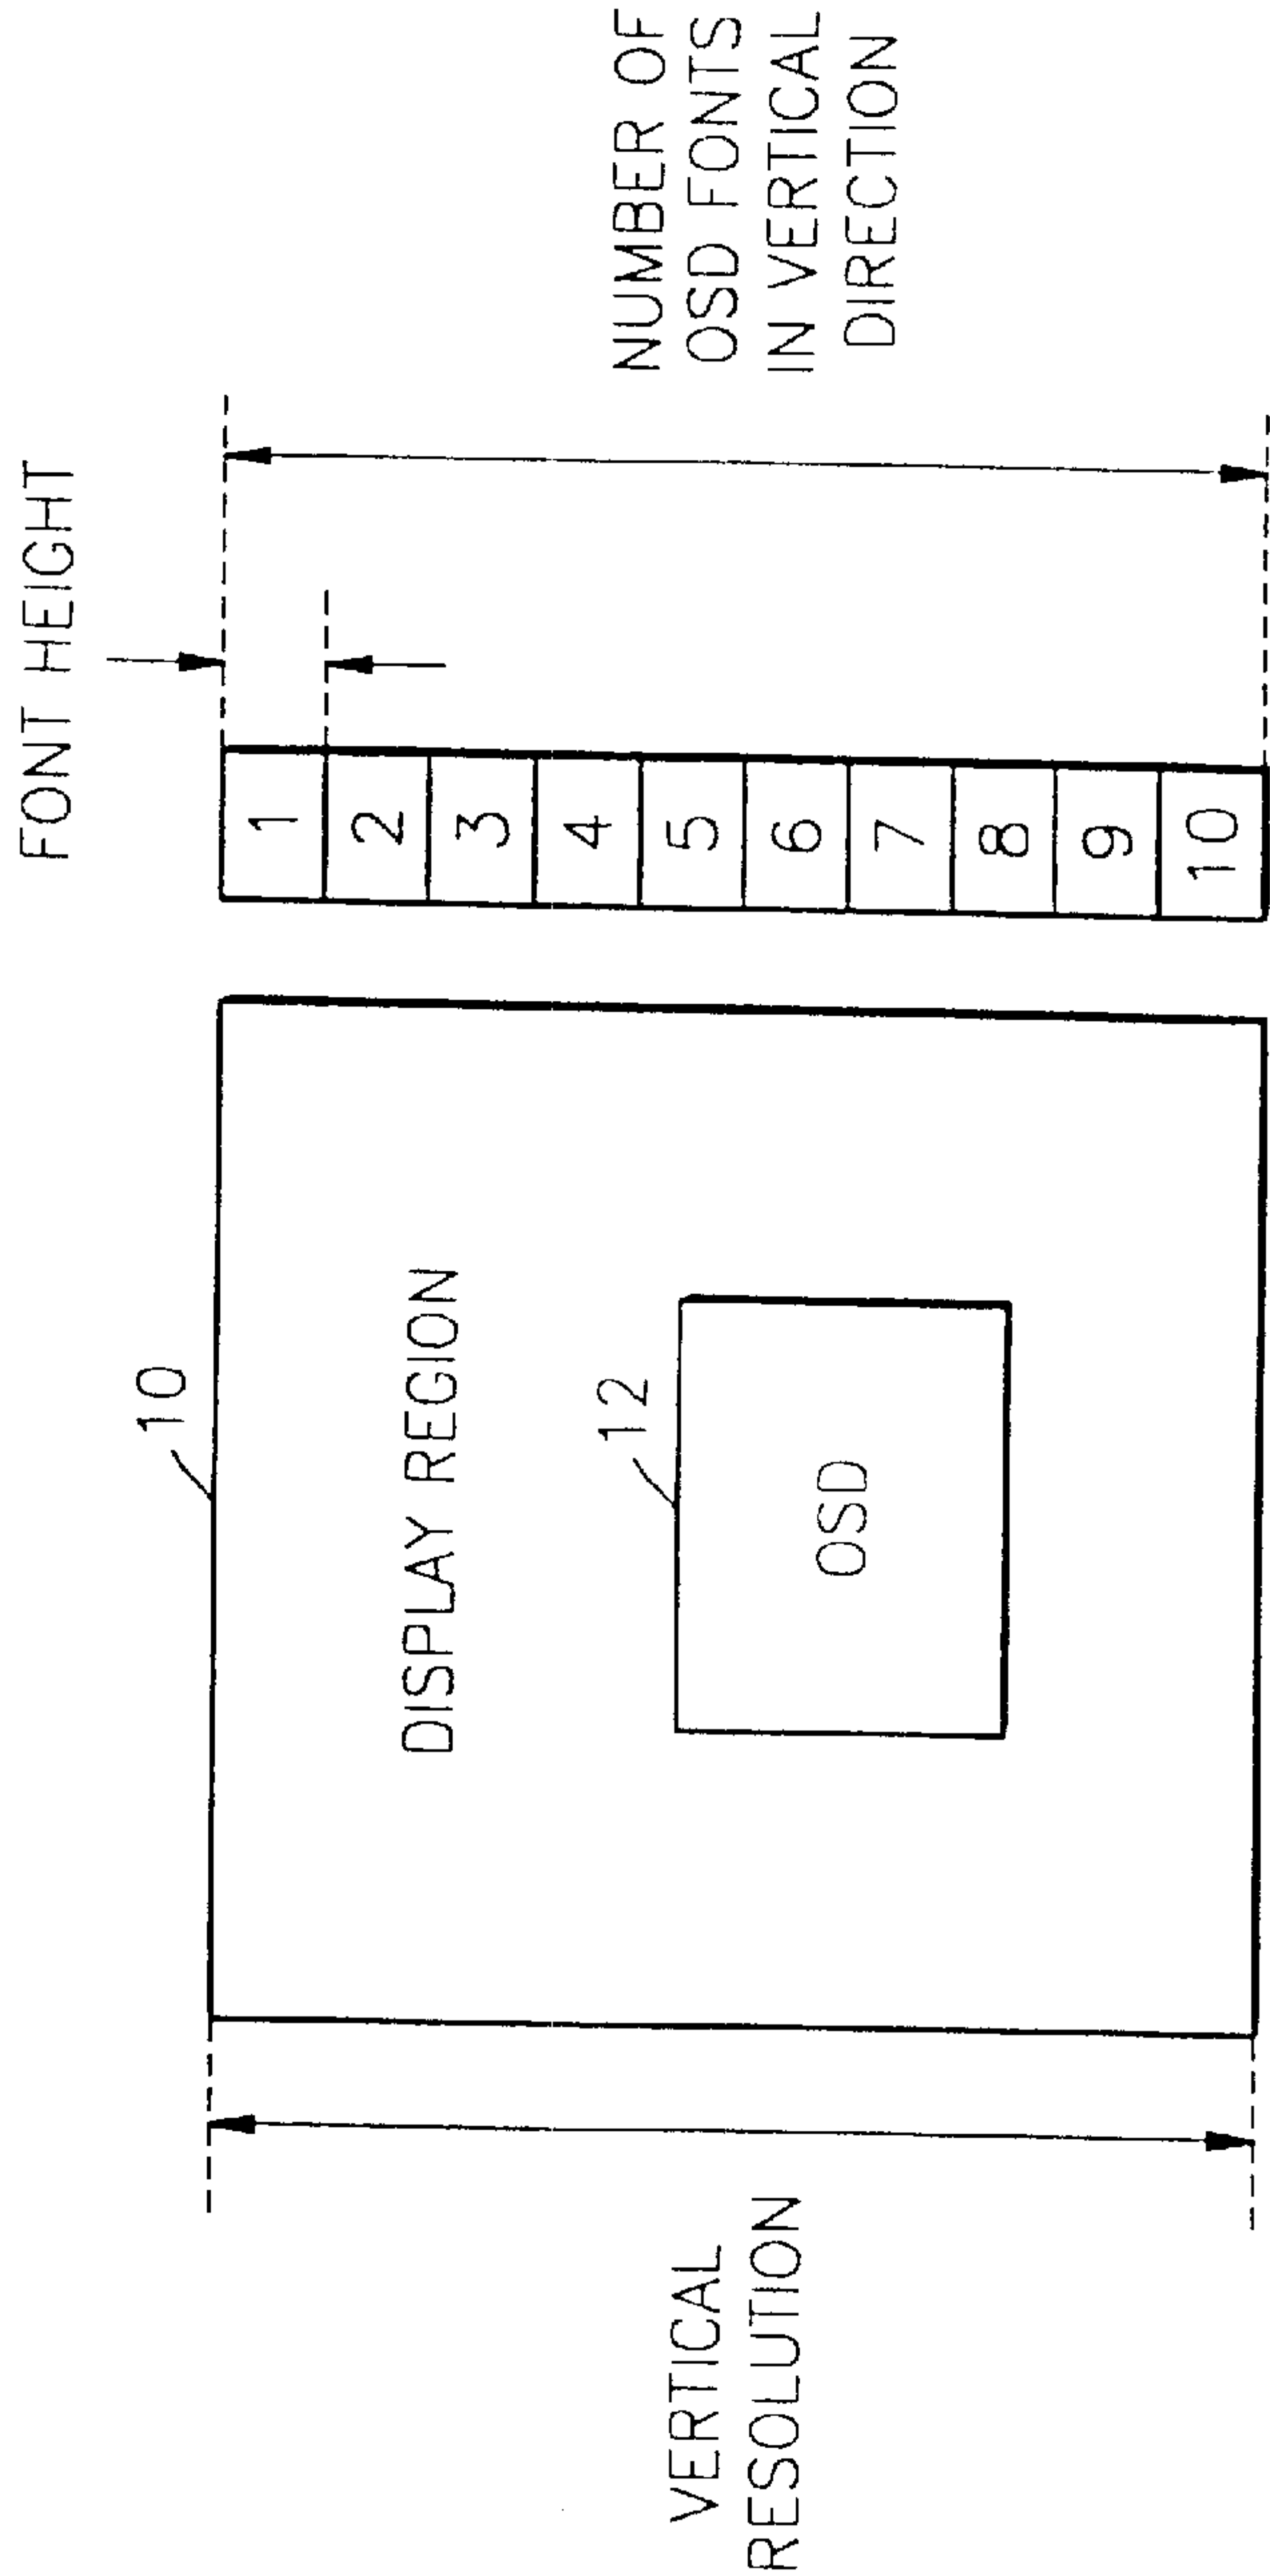 FONT HEIGHT
NUMBER OF
OSD FONTS
IN VERTICAL
DIRECTION
1
2
3
4
5
6
7
8
9
10
10
DISPLAY REGION
12
OSD
VERTICAL
RESOLUTION